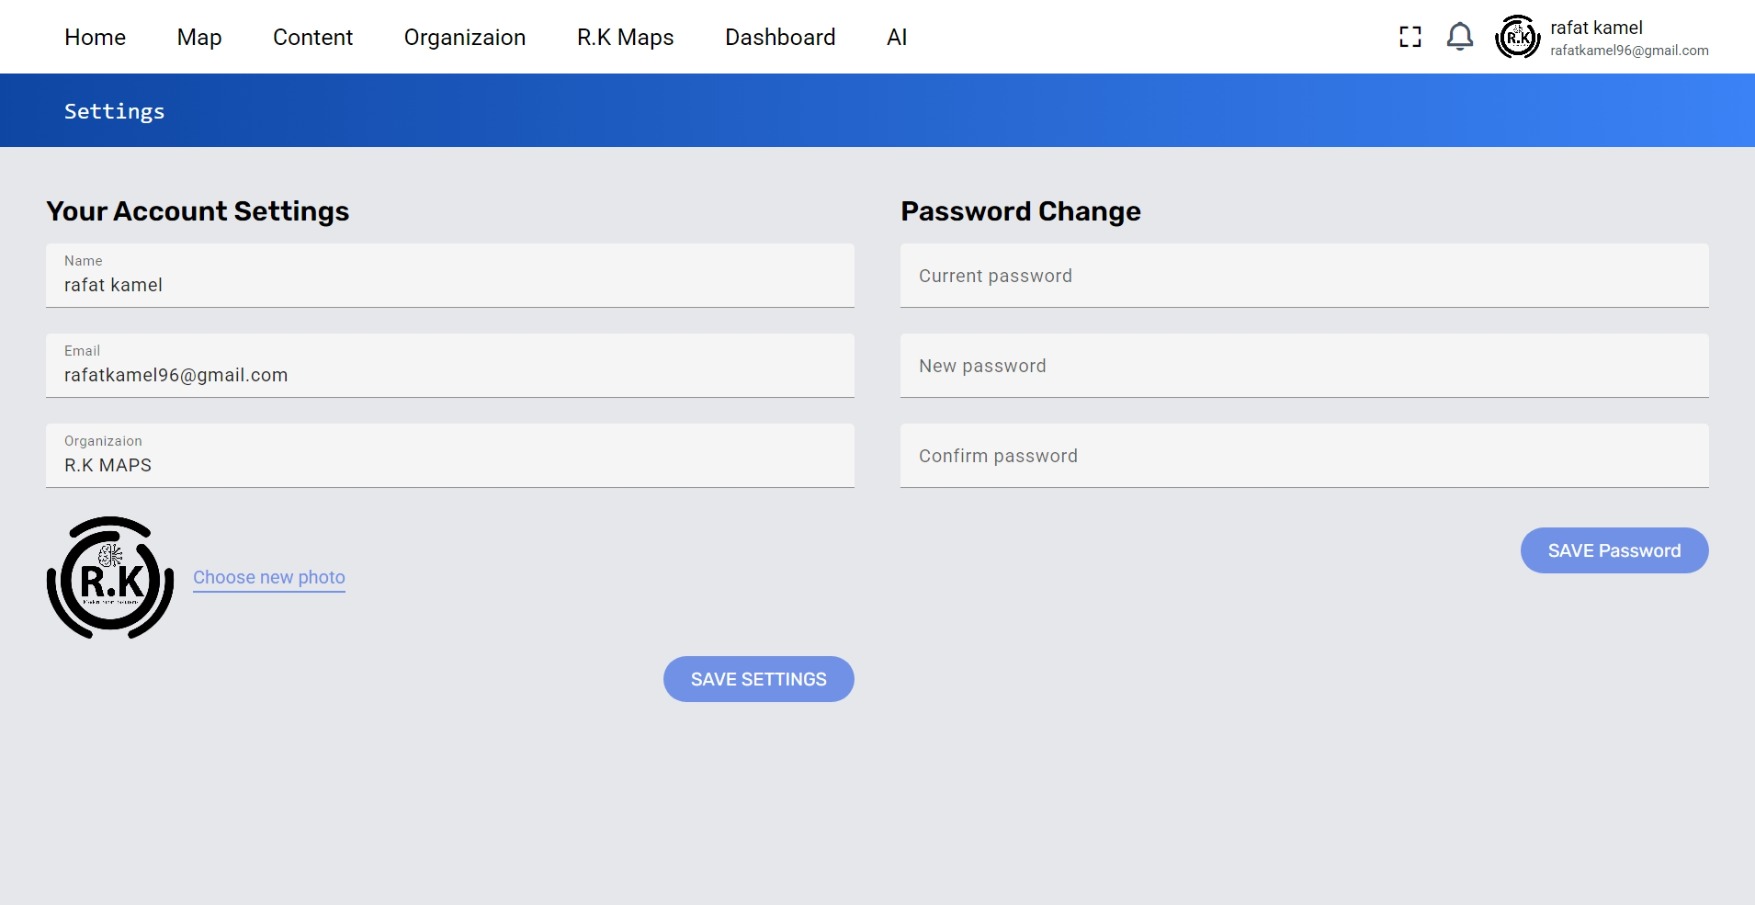 Home Map Content Organizaion R.K Maps Dashboard AI
R.K
rafat kamel
rafatkamel96@gmail.com
Settings
Your Account Settings
Name
rafat kamel
Email
rafatkamel96@gmail.com
Organizaion
R.K MAPS
R.K
Choose new photo
SAVE SETTINGS
Password Change
Current password
New password
Confirm password
SAVE Password